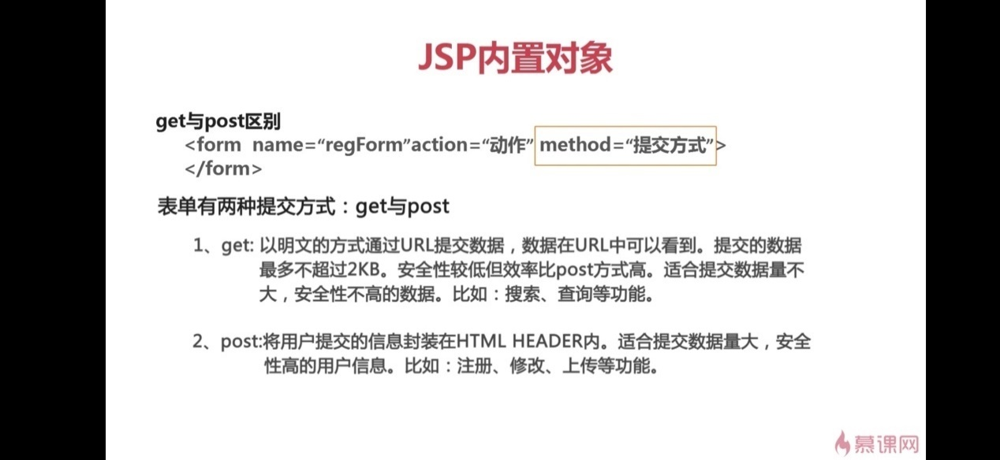 JSP内置对象
get与post区别
<form name=“regForm”action=“动作” method=“提交方式”>
</form>
表单有两种提交方式：get与post
1、get: 以明文的方式通过URL提交数据，数据在URL中可以看到。提交的数据
最多不超过2KB。安全性较低但效率比post方式高。适合提交数据量不
大，安全性不高的数据。比如：搜索、查询等功能。
2、post:将用户提交的信息封装在HTML HEADER内。适合提交数据量大，安全
性高的用户信息。比如：注册、修改、上传等功能。
慕课网